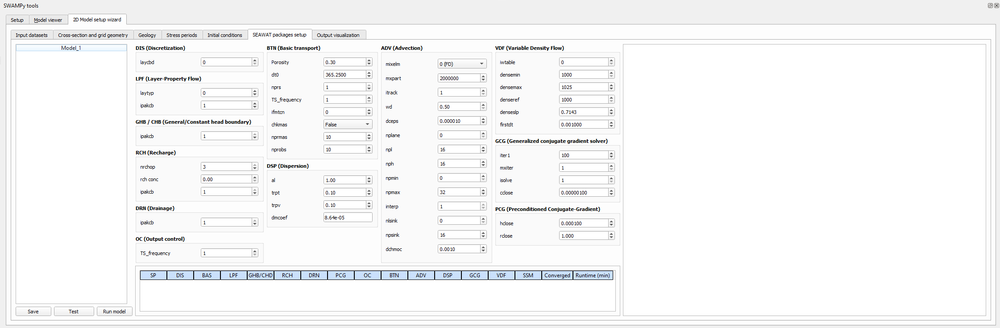 SWAMPy tools
Setup
Model viewer
2D Model setup wizard
Input datasets
Cross-section and grid geometry
Geology
Stress periods
Initial conditions
SEAWAT packages setup
Output visualization
Model_1
DIS (Discretization)
laycbd 0
LPF (Layer-Property Flow)
laytyp 0
ipakcb 1
GHB / CHB (General/Constant head boundary)
ipakcb 1
RCH (Recharge)
nrchop 3
rch conc 0.00
ipakcb 1
DRN (Drainage)
ipakcb 1
OC (Output control)
TS_frequency 1
BTN (Basic transport)
Porosity 0.30
dt0 365.2500
nprs 1
TS_frequency 1
ifmtcn 0
chkmas False
nprmas 10
nprobs 10
DSP (Dispersion)
al 1.00
trpt 0.10
trpv 0.10
dmcoef 8.64e-05
ADV (Advection)
mixelm 0 (FD)
mxpart 2000000
itrack 1
wd 0.50
dceps 0.000010
nplane 0
npl 16
nph 16
npmin 0
npmax 32
interp 1
nlsink 0
npsink 16
dchmoc 0.0010
VDF (Variable Density Flow)
iwtable 0
densemin 1000
densemax 1025
denseref 1000
denseslp 0.7143
firstdt 0.001000
GCG (Generalized conjugate gradient solver)
iter1 100
mxiter 1
isolve 1
cclose 0.00000100
PCG (Preconditioned Conjugate-Gradient)
hclose 0.000100
rclose 1.000
SP DIS BAS LPF GHB/CHD RCH DRN PCG OC BTN ADV DSP GCG VDF SSM Converged Runtime (min)
Save
Test
Run model